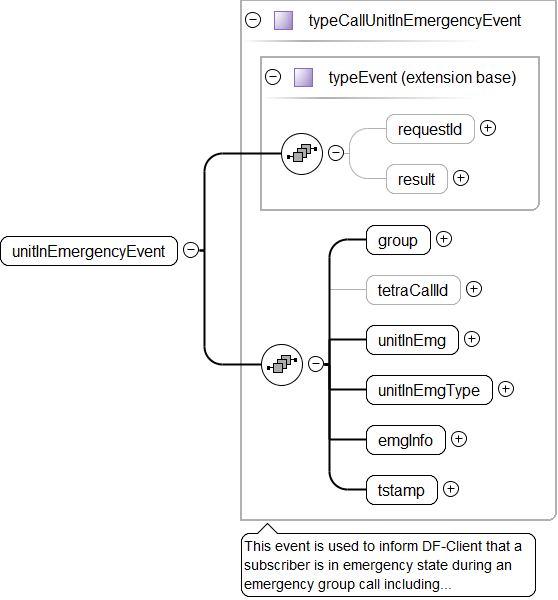 typeCallUnitInEmergencyEvent
typeEvent (extension base)
requestId
result
unitInEmergencyEvent
group
tetraCallId
unitInEmg
unitInEmgType
emgInfo
tstamp
This event is used to inform DF-Client that a
subscriber is in emergency state during an
emergency group call including...